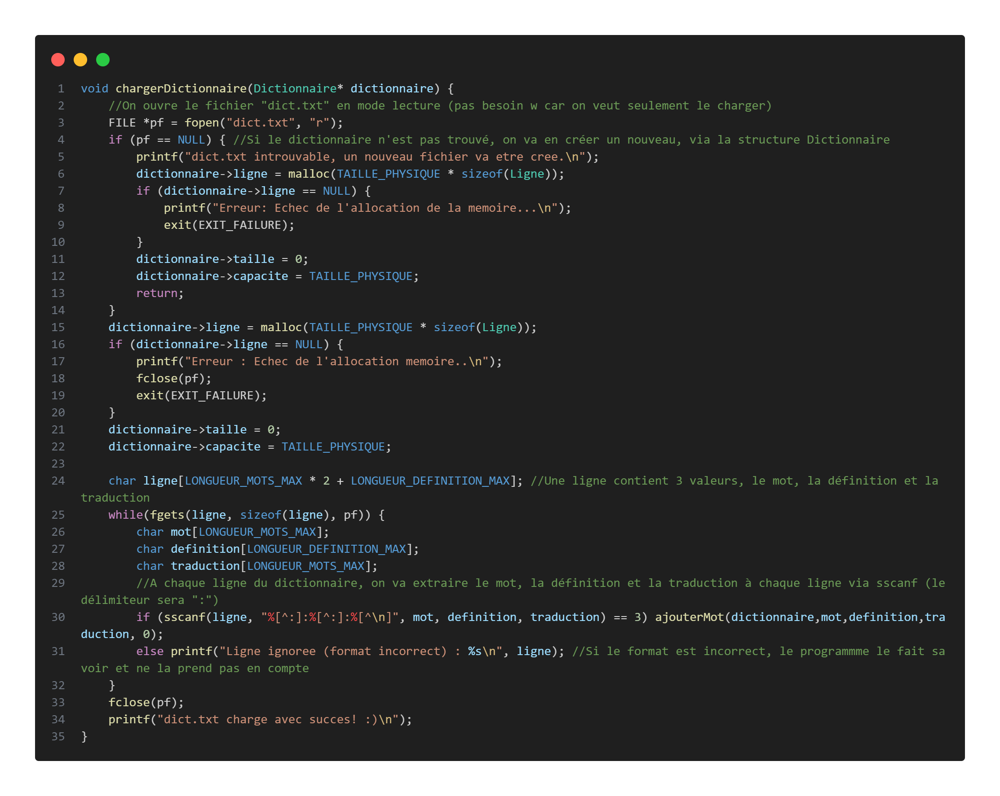 1 void chargerDictionnaire(Dictionnaire* dictionnaire) {
2     //On ouvre le fichier "dict.txt" en mode lecture (pas besoin w car on veut seulement le charger)
3     FILE *pf = fopen("dict.txt", "r");
4     if (pf == NULL) { //Si le dictionnaire n'est pas trouvé, on va en créer un nouveau, via la structure Dictionnaire
5         printf("dict.txt introuvable, un nouveau fichier va etre cree.\n");
6         dictionnaire->ligne = malloc(TAILLE_PHYSIQUE * sizeof(Ligne));
7         if (dictionnaire->ligne == NULL) {
8             printf("Erreur: Echec de l'allocation de la memoire...\n");
9             exit(EXIT_FAILURE);
10         }
11         dictionnaire->taille = 0;
12         dictionnaire->capacite = TAILLE_PHYSIQUE;
13         return;
14     }
15     dictionnaire->ligne = malloc(TAILLE_PHYSIQUE * sizeof(Ligne));
16     if (dictionnaire->ligne == NULL) {
17         printf("Erreur : Echec de l'allocation memoire..\n");
18         fclose(pf);
19         exit(EXIT_FAILURE);
20     }
21     dictionnaire->taille = 0;
22     dictionnaire->capacite = TAILLE_PHYSIQUE;
23
24     char ligne[LONGUEUR_MOTS_MAX * 2 + LONGUEUR_DEFINITION_MAX]; //Une ligne contient 3 valeurs, le mot, la définition et la
traduction
25     while(fgets(ligne, sizeof(ligne), pf)) {
26         char mot[LONGUEUR_MOTS_MAX];
27         char definition[LONGUEUR_DEFINITION_MAX];
28         char traduction[LONGUEUR_MOTS_MAX];
29         //A chaque ligne du dictionnaire, on va extraire le mot, la définition et la traduction à chaque ligne via sscanf (le
délimiteur sera ":")
30         if (sscanf(ligne, "%[^:]:%[^:]:%[^\n]", mot, definition, traduction) == 3) ajouterMot(dictionnaire,mot,definition,tra
duction, 0);
31         else printf("Ligne ignoree (format incorrect) : %s\n", ligne); //Si le format est incorrect, le programmme le fait sa
voir et ne la prend pas en compte
32     }
33     fclose(pf);
34     printf("dict.txt charge avec succes! :)\n");
35 }